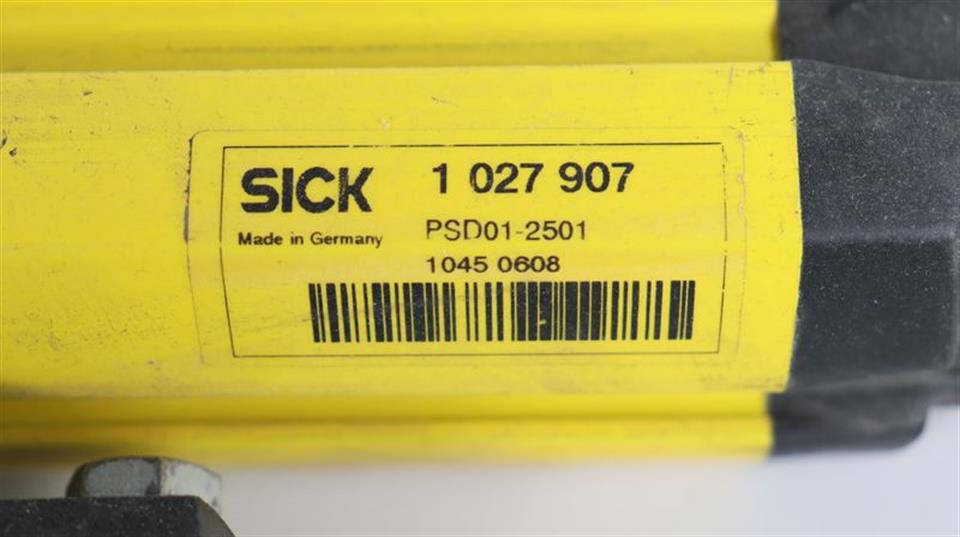 SICK 1 027 907
Made in Germany PSD01-2501
1045 0608